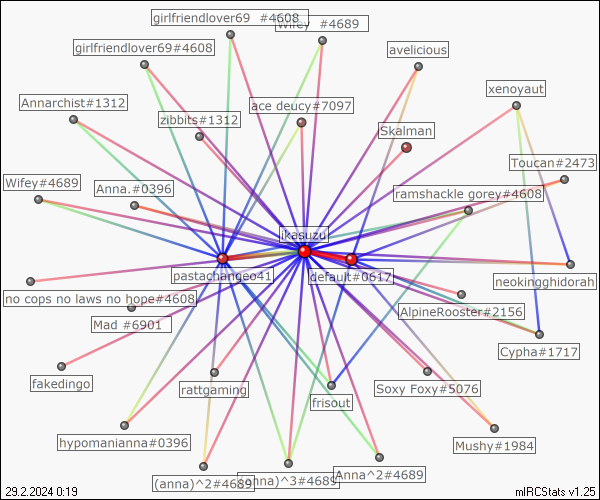 girlfriendlover69 #4608
Wifey #4689
girlfriendlover69#4608
avelicious
xenoyaut
Annarchist#1312
ace deucy#7097
zibbits#1312
Skalman
Toucan#2473
Wifey#4689
Anna.#0396
ramshackle gorey#4608
ikasuzu
pastachangeo41
default#0617
neokingghidorah
no cops no laws no hope#4608
AlpineRooster#2156
Mad #6901
Cypha#1717
fakedingo
rattgaming
Soxy Foxy#5076
frisout
hypomanianna#0396
Mushy#1984
(anna)^2#4689
(anna)^3#4689
Anna^2#4689
29.2.2024 0:19
mIRCStats v1.25